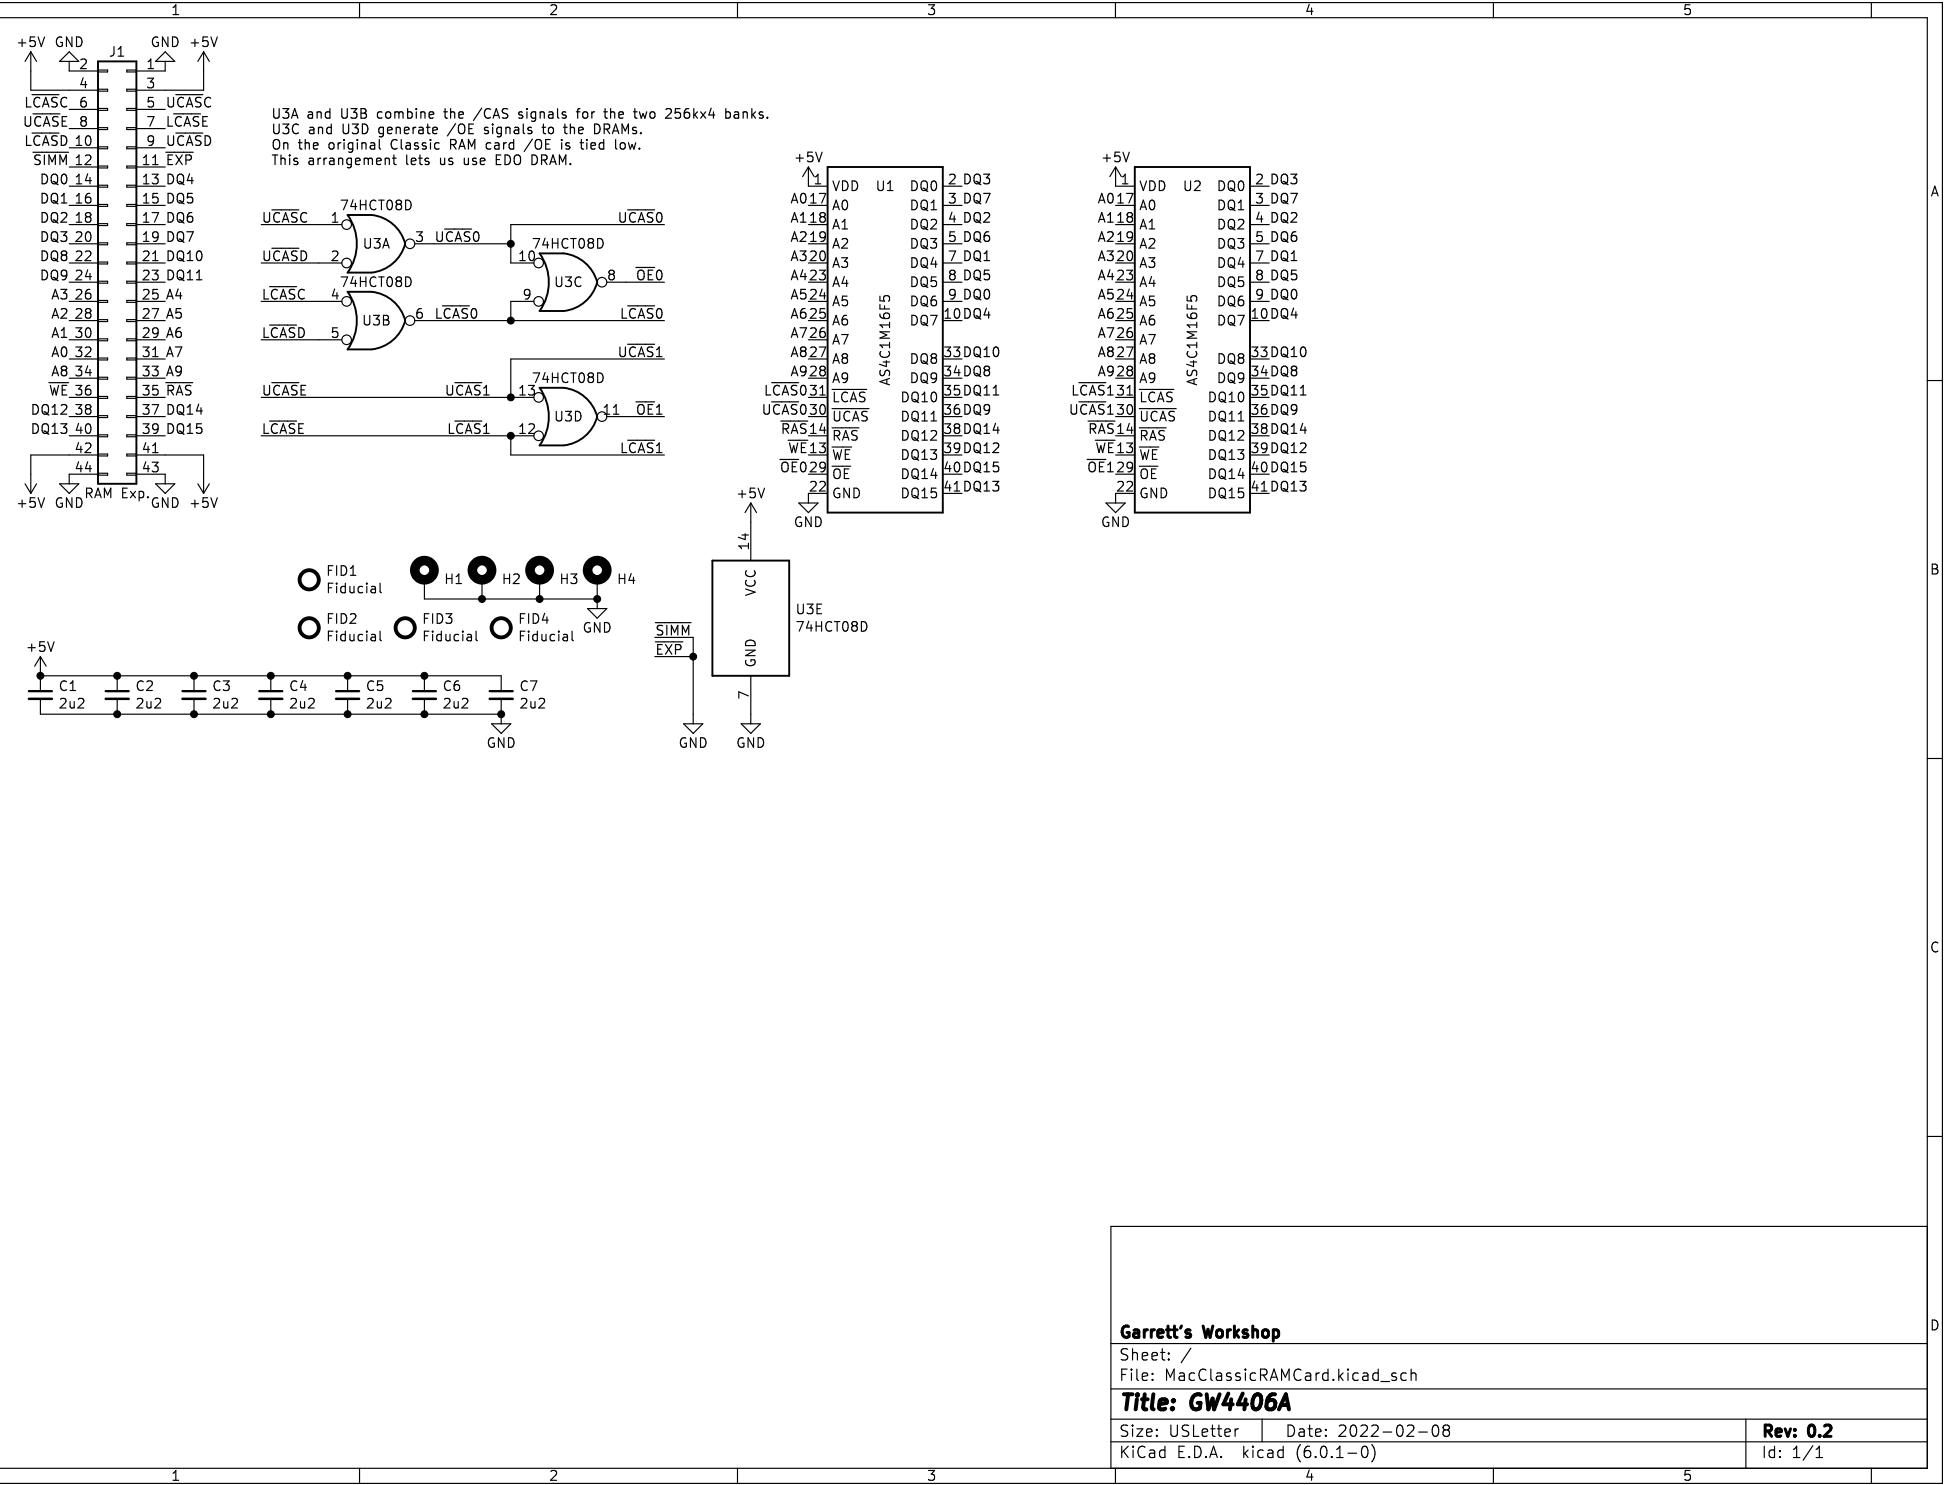 1 2 3 4 5
+5V GND GND +5V
J1
2 1
4 3
LCASC 6 5 UCASC
UCASE 8 7 LCASE
LCASD 10 9 UCASD
SIMM 12 11 EXP
DQ0 14 13 DQ4
DQ1 16 15 DQ5
DQ2 18 17 DQ6
DQ3 20 19 DQ7
DQ8 22 21 DQ10
DQ9 24 23 DQ11
A3 26 25 A4
A2 28 27 A5
A1 30 29 A6
A0 32 31 A7
A8 34 33 A9
WE 36 35 RAS
DQ12 38 37 DQ14
DQ13 40 39 DQ15
42 41
44 43
RAM Exp.
+5V GND GND +5V
U3A and U3B combine the /CAS signals for the two 256kx4 banks.
U3C and U3D generate /OE signals to the DRAMs.
On the original Classic RAM card /OE is tied low.
This arrangement lets us use EDO DRAM.
74HCT08D
UCASC 1 U3A 3 UCAS0 UCAS0
UCASD 2
74HCT08D
10 U3C 8 OE0
9
74HCT08D
LCASC 4 U3B 6 LCAS0 LCAS0
LCASD 5
UCAS1
74HCT08D
UCASE UCAS1 13 U3D 11 OE1
LCASE LCAS1 12
LCAS1
+5V
1 VDD U1 DQ0 2 DQ3
A0 17 A0 DQ1 3 DQ7
A1 18 A1 DQ2 4 DQ2
A2 19 A2 DQ3 5 DQ6
A3 20 A3 DQ4 7 DQ1
A4 23 A4 DQ5 8 DQ5
A5 24 A5 DQ6 9 DQ0
A6 25 A6 DQ7 10 DQ4
A7 26 A7
A8 27 A8 DQ8 33 DQ10
A9 28 A9 DQ9 34 DQ8
LCAS0 31 LCAS DQ10 35 DQ11
UCAS0 30 UCAS DQ11 36 DQ9
RAS 14 RAS DQ12 38 DQ14
WE 13 WE DQ13 39 DQ12
OE0 29 OE DQ14 40 DQ15
22 GND DQ15 41 DQ13
GND
AS4C1M16F5
+5V
1 VDD U2 DQ0 2 DQ3
A0 17 A0 DQ1 3 DQ7
A1 18 A1 DQ2 4 DQ2
A2 19 A2 DQ3 5 DQ6
A3 20 A3 DQ4 7 DQ1
A4 23 A4 DQ5 8 DQ5
A5 24 A5 DQ6 9 DQ0
A6 25 A6 DQ7 10 DQ4
A7 26 A7
A8 27 A8 DQ8 33 DQ10
A9 28 A9 DQ9 34 DQ8
LCAS1 31 LCAS DQ10 35 DQ11
UCAS1 30 UCAS DQ11 36 DQ9
RAS 14 RAS DQ12 38 DQ14
WE 13 WE DQ13 39 DQ12
OE1 29 OE DQ14 40 DQ15
22 GND DQ15 41 DQ13
GND
AS4C1M16F5
A
B
C
D
FID1
Fiducial
H1 H2 H3 H4
GND
FID2
Fiducial
FID3
Fiducial
FID4
Fiducial
+5V
14
VCC
U3E
74HCT08D
GND
7
GND
SIMM
EXP
GND
+5V
C1 C2 C3 C4 C5 C6 C7
2u2 2u2 2u2 2u2 2u2 2u2 2u2
GND
Garrett's Workshop
Sheet: /
File: MacClassicRAMCard.kicad_sch
Title: GW4406A
Size: USLetter Date: 2022-02-08 Rev: 0.2
KiCad E.D.A. kicad (6.0.1-0) Id: 1/1
1 2 3 4 5